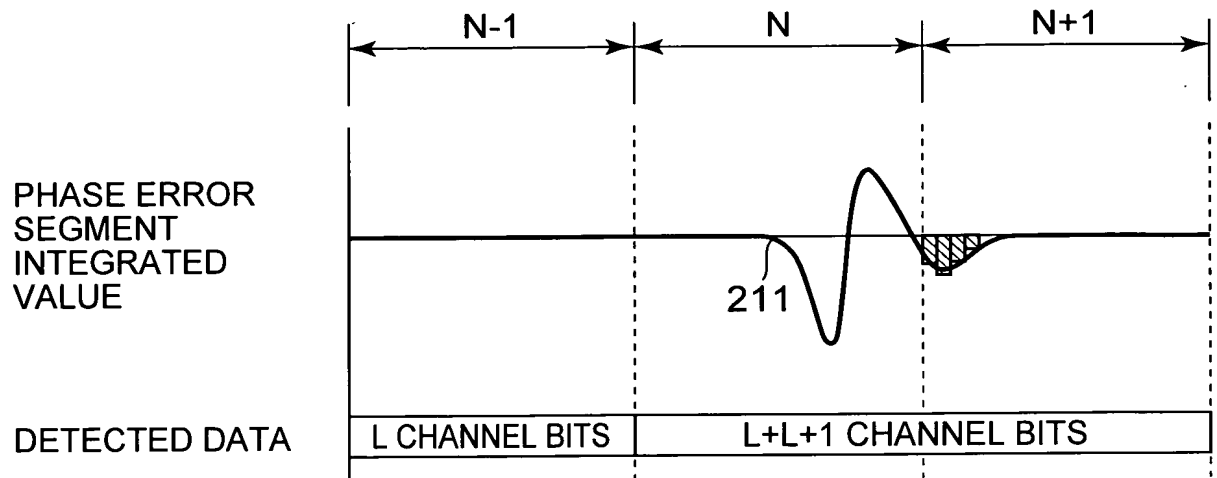 N-1
N
N+1
PHASE ERROR
SEGMENT
INTEGRATED
VALUE
211
DETECTED DATA
L CHANNEL BITS
L+L+1 CHANNEL BITS